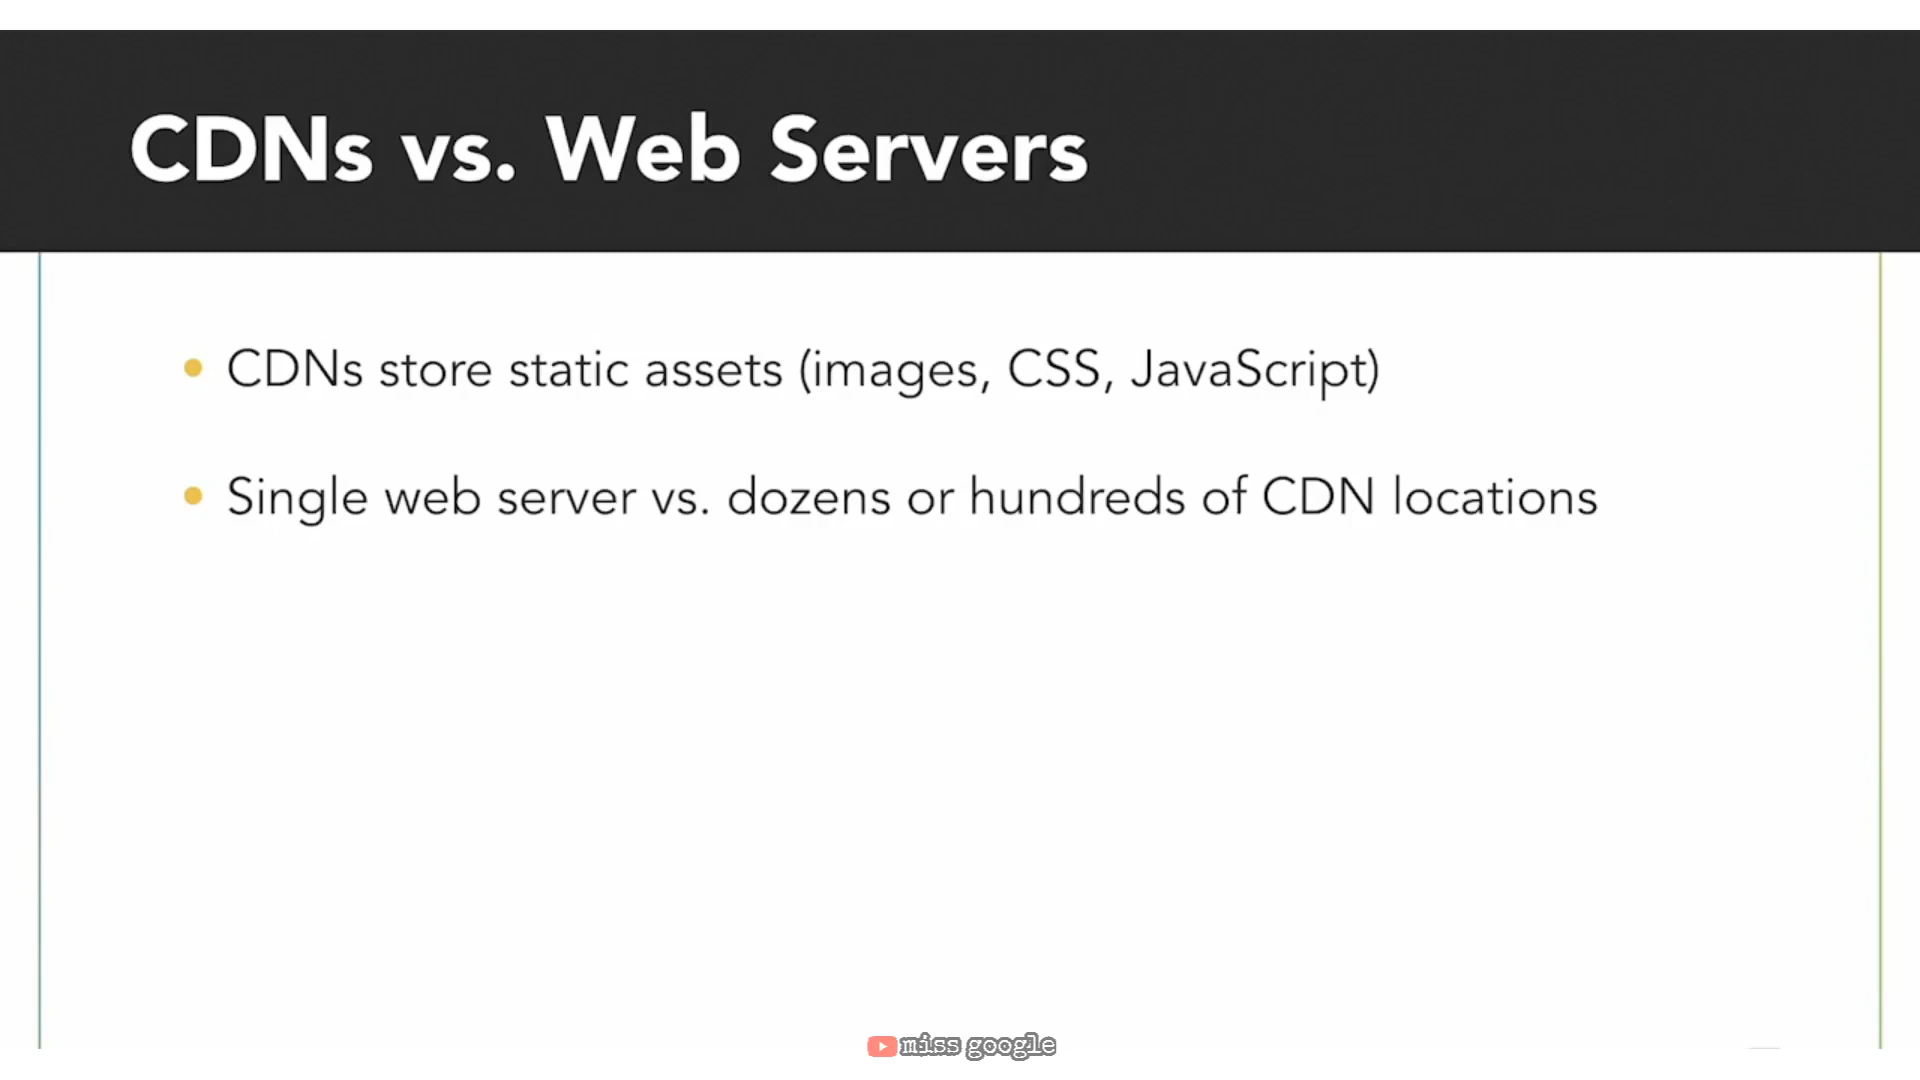 CDNs vs. Web Servers
• CDNs store static assets (images, CSS, JavaScript)
• Single web server vs. dozens or hundreds of CDN locations
miss google